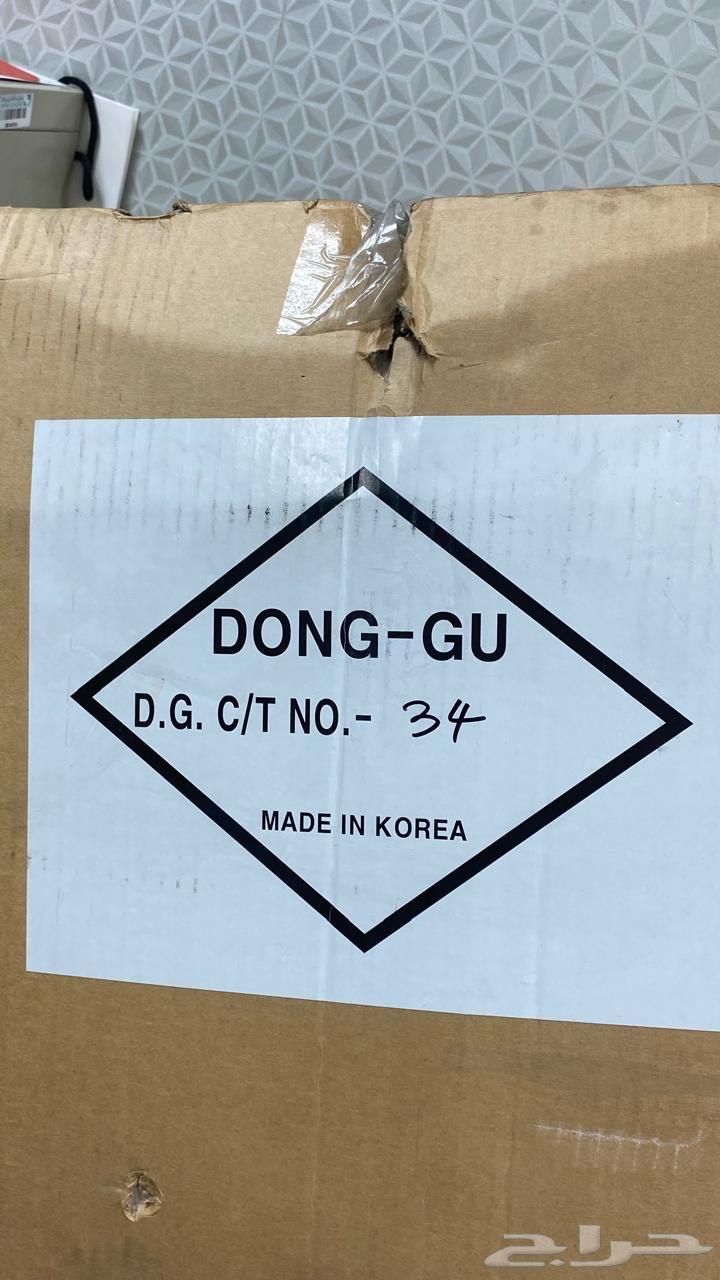 DONG-GU
D.G. C/T NO.- 34
MADE IN KOREA
حراج